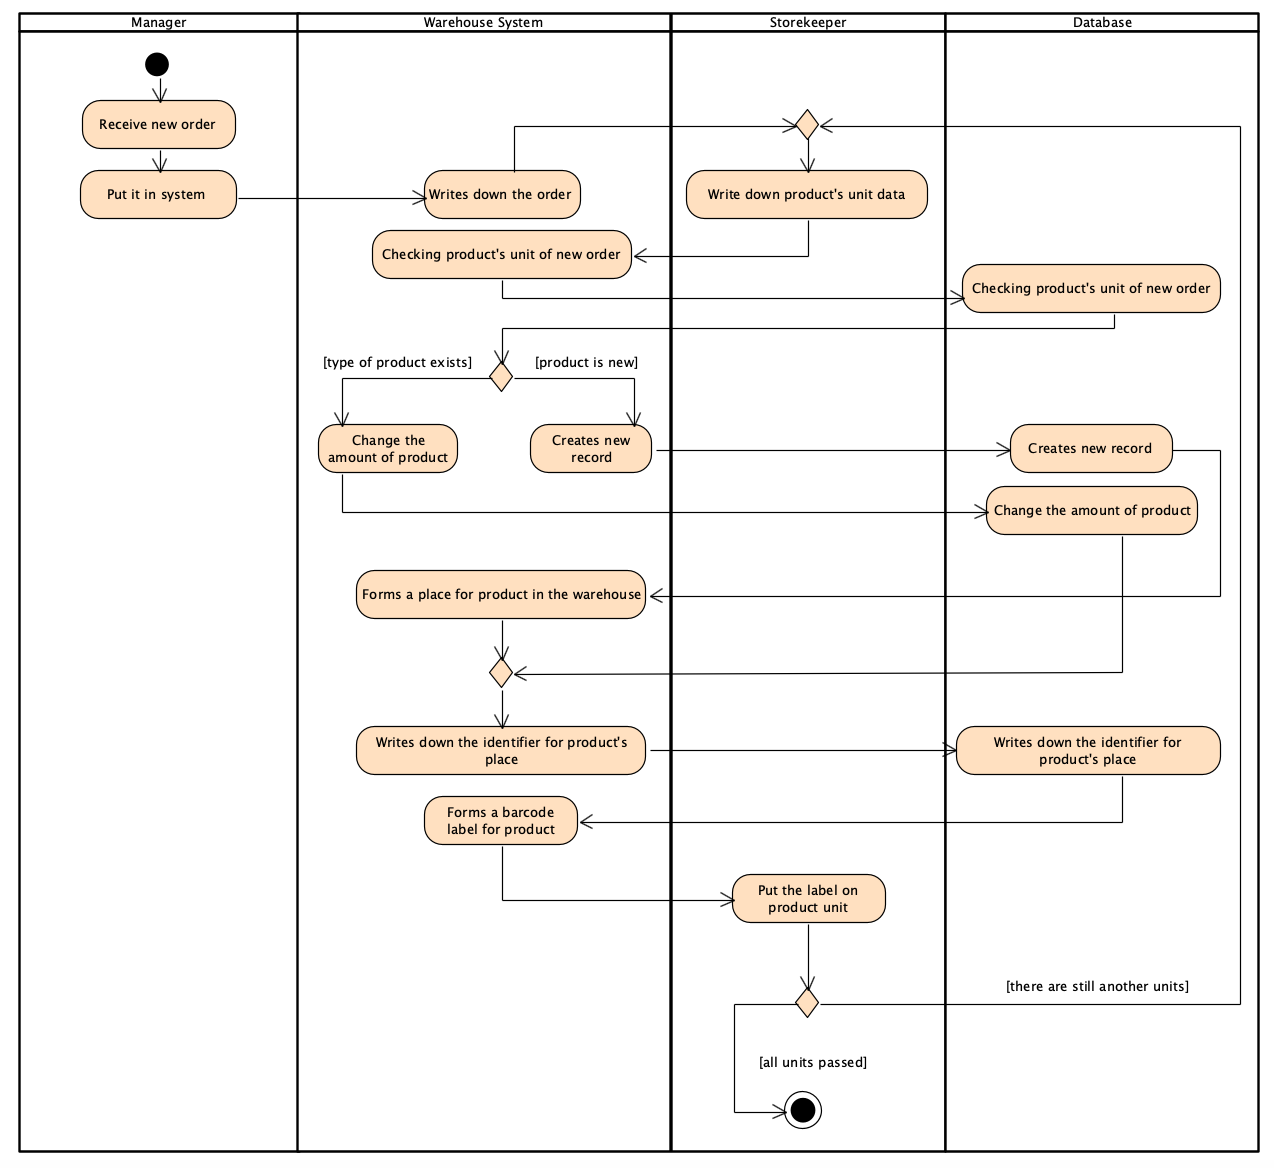 Manager
Warehouse System
Storekeeper
Database
Receive new order
Put it in system
Writes down the order
Write down product's unit data
Checking product's unit of new order
Checking product's unit of new order
[type of product exists]
[product is new]
Change the
amount of product
Creates new
record
Creates new record
Change the amount of product
Forms a place for product in the warehouse
Writes down the identifier for product's
place
Writes down the identifier for
product's place
Forms a barcode
label for product
Put the label on
product unit
[there are still another units]
[all units passed]